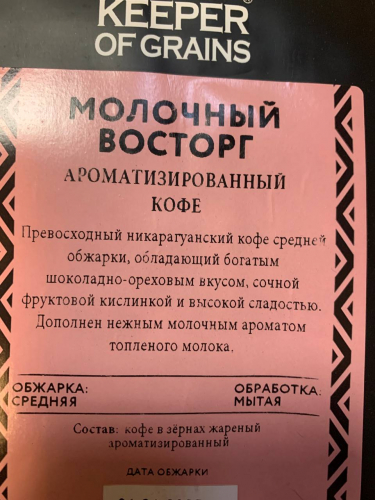 KEEPER
OF GRAINS
МОЛОЧНЫЙ
ВОСТОРГ
АРОМАТИЗИРОВАННЫЙ
КОФЕ
Превосходный никарагуанский кофе средней
обжарки, обладающий богатым
шоколадно-ореховым вкусом, сочной
фруктовой кислинкой и высокой сладостью.
Дополнен нежным молочным ароматом
топленого молока.
ОБЖАРКА: ОБРАБОТКА:
СРЕДНЯЯ МЫТАЯ
Состав: кофе в зёрнах жареный
ароматизированный
ДАТА ОБЖАРКИ